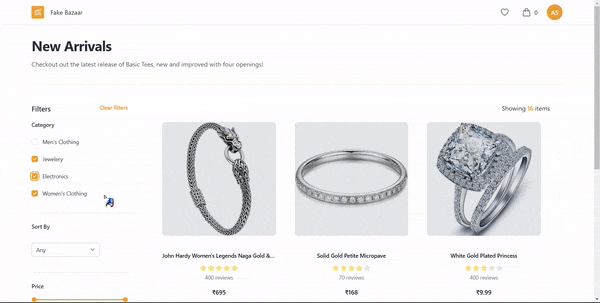 Fake Bazaar
0
AS
New Arrivals
Checkout out the latest release of Basic Tees, new and improved with four openings!
Filters
Clear filters
Showing 16 items
Category
Men's Clothing
Jewelery
Electronics
Women's Clothing
Sort By
Any
Price
John Hardy Women's Legends Naga Gold &...
400 reviews
₹695
Solid Gold Petite Micropave
70 reviews
₹168
White Gold Plated Princess
400 reviews
₹9.99